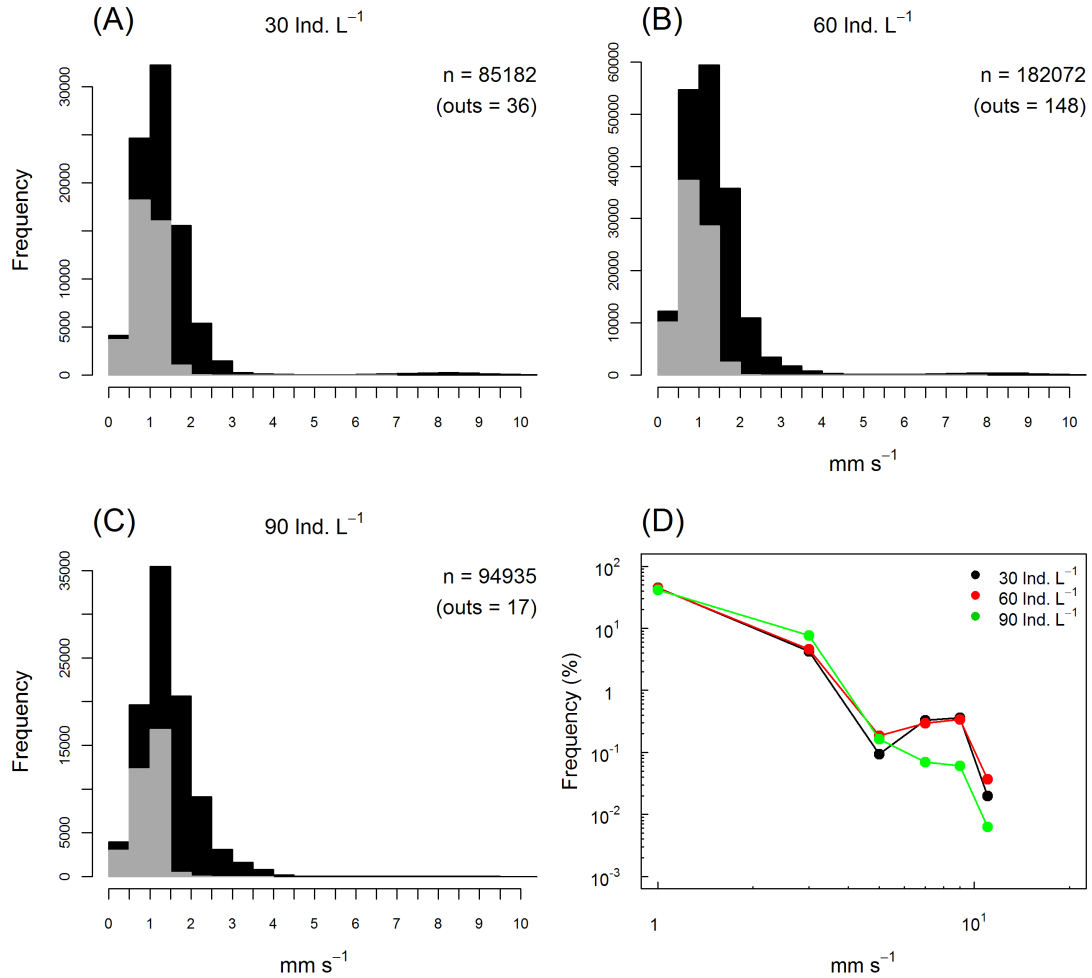 (A)
30 Ind. L⁻¹
n = 85182
(outs = 36)
Frequency
30000
20000
10000
5000
0
0 1 2 3 4 5 6 7 8 9 10
(B)
60 Ind. L⁻¹
n = 182072
(outs = 148)
60000
50000
40000
30000
20000
10000
0
0 1 2 3 4 5 6 7 8 9 10
mm s⁻¹
(C)
90 Ind. L⁻¹
n = 94935
(outs = 17)
Frequency
35000
25000
15000
5000
0
0 1 2 3 4 5 6 7 8 9 10
mm s⁻¹
(D)
30 Ind. L⁻¹
60 Ind. L⁻¹
90 Ind. L⁻¹
Frequency (%)
10²
10¹
1
10⁻¹
10⁻²
10⁻³
1 10¹
mm s⁻¹